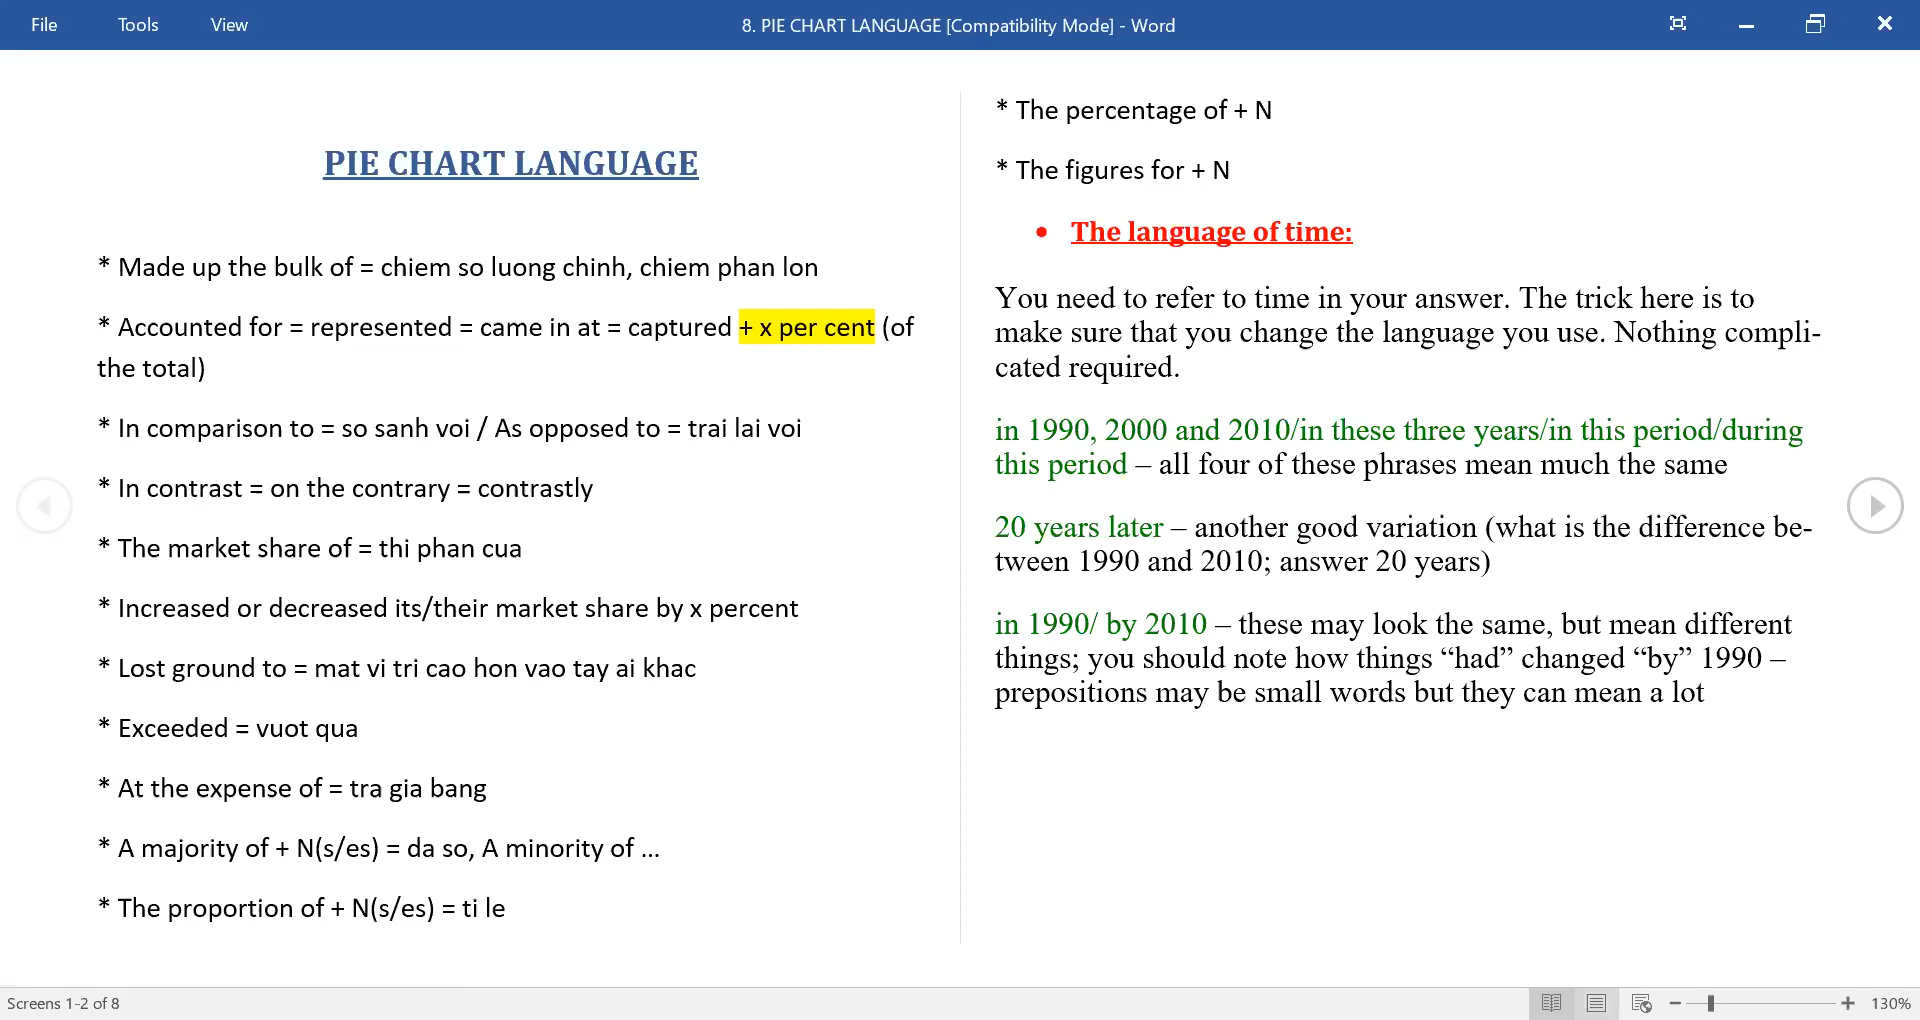 File Tools View
8. PIE CHART LANGUAGE [Compatibility Mode] - Word
PIE CHART LANGUAGE
* Made up the bulk of = chiem so luong chinh, chiem phan lon
* Accounted for = represented = came in at = captured + x per cent (of
the total)
* In comparison to = so sanh voi / As opposed to = trai lai voi
* In contrast = on the contrary = contrastly
* The market share of = thi phan cua
* Increased or decreased its/their market share by x percent
* Lost ground to = mat vi tri cao hon vao tay ai khac
* Exceeded = vuot qua
* At the expense of = tra gia bang
* A majority of + N(s/es) = da so, A minority of ...
* The proportion of + N(s/es) = ti le
* The percentage of + N
* The figures for + N
• The language of time:
You need to refer to time in your answer. The trick here is to
make sure that you change the language you use. Nothing compli-
cated required.
in 1990, 2000 and 2010/in these three years/in this period/during
this period – all four of these phrases mean much the same
20 years later – another good variation (what is the difference be-
tween 1990 and 2010; answer 20 years)
in 1990/ by 2010 – these may look the same, but mean different
things; you should note how things “had” changed “by” 1990 –
prepositions may be small words but they can mean a lot
Screens 1-2 of 8
130%